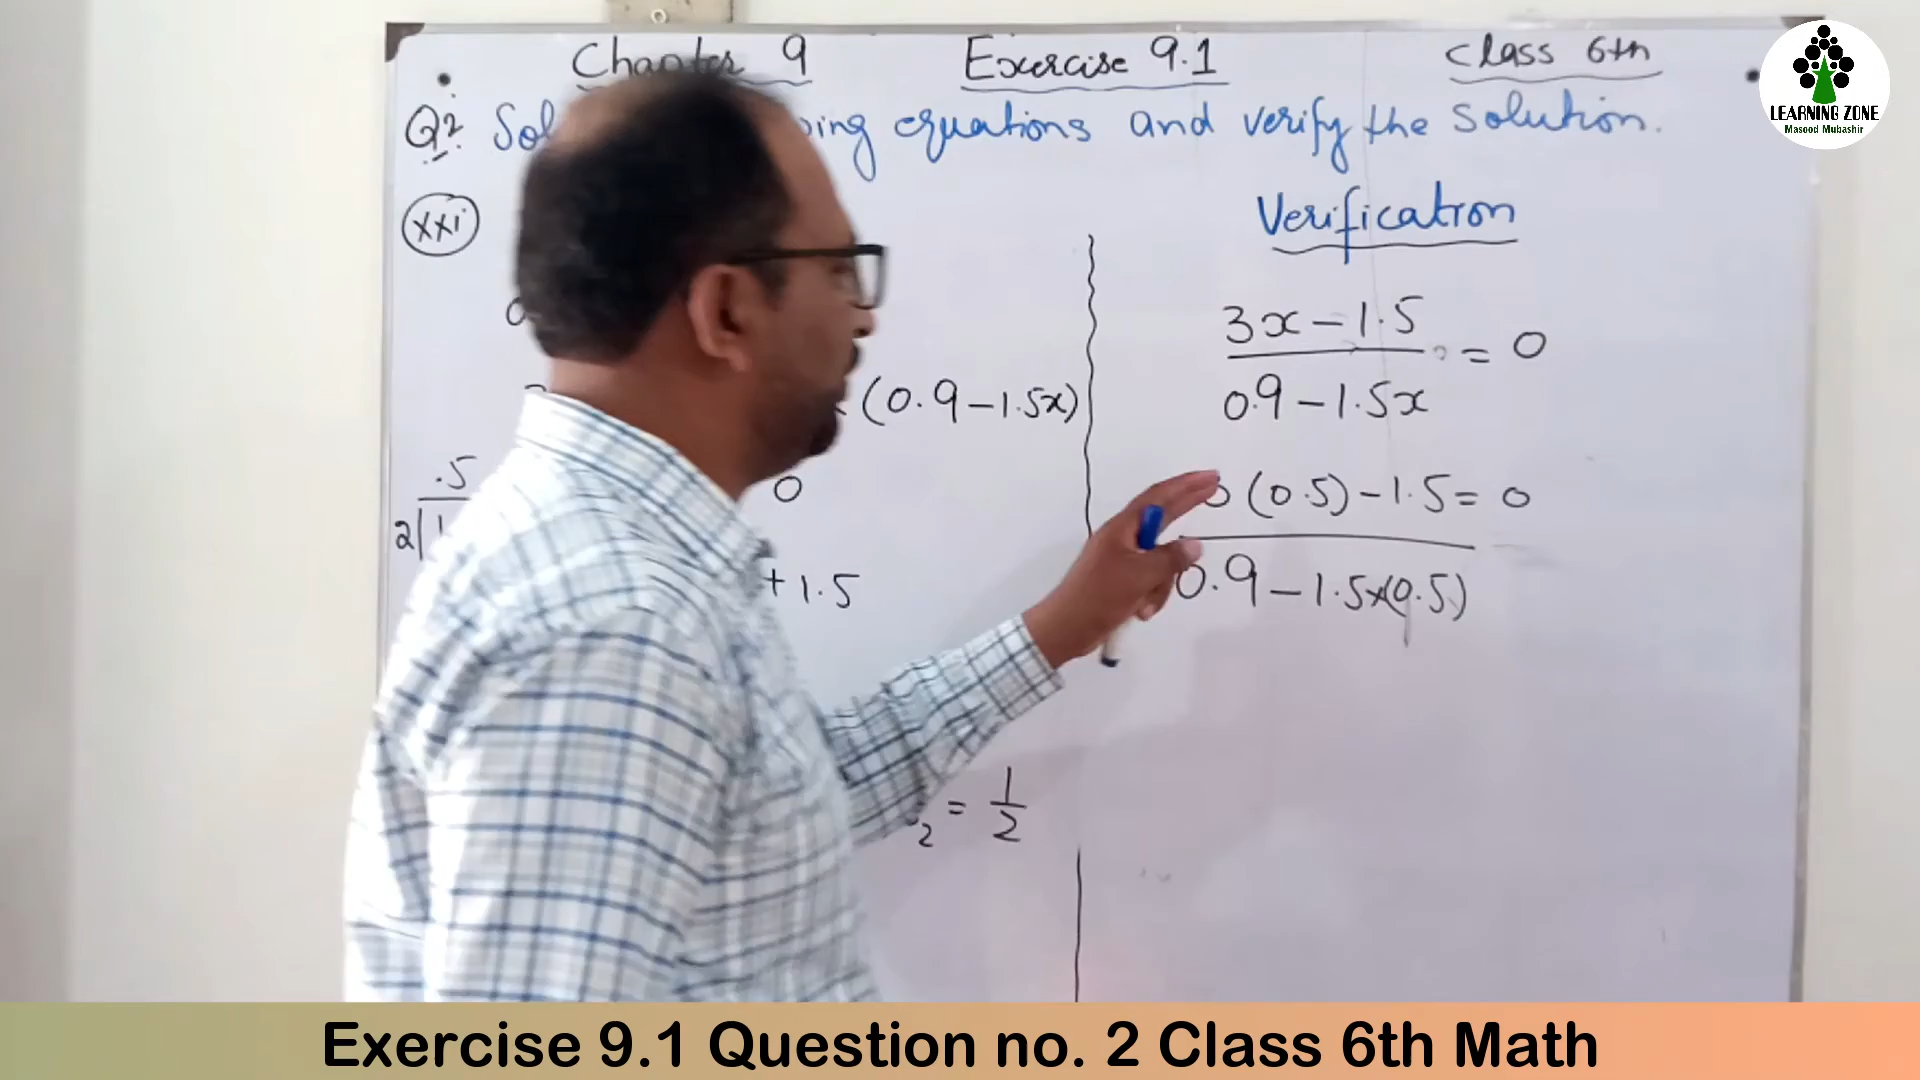 Chapter 9 Exercise 9.1 Class 6th
Q2 equations and verify the solution.
xxi
Verification
3x - 1.5 = 0
0.9 - 1.5x
(0.9 - 1.5x)
.5
2
0
(0.5) - 1.5 = 0
0.9 - 1.5x(0.5)
+ 1.5
2 = 1/2
LEARNING ZONE
Masood Mubashir
Exercise 9.1 Question no. 2 Class 6th Math